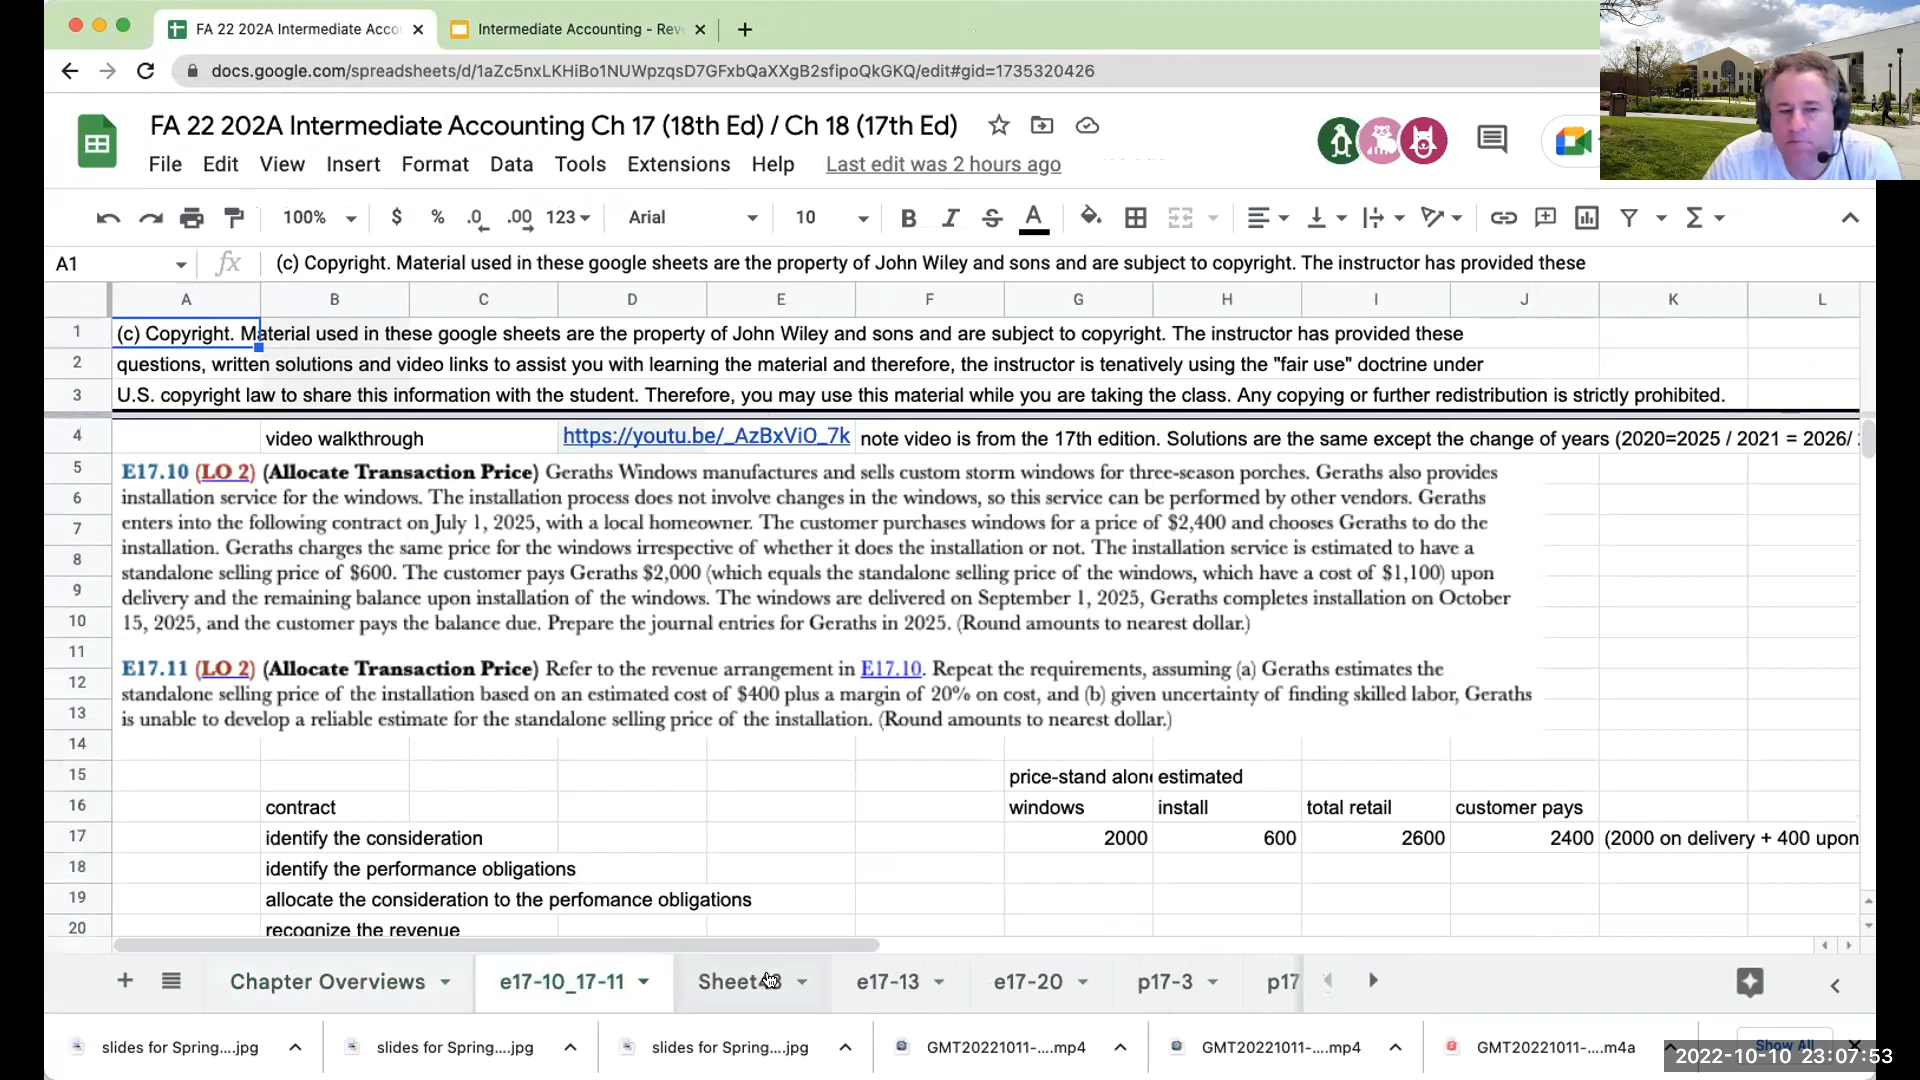 FA 22 202A Intermediate Acco
Intermediate Accounting - Rev
docs.google.com/spreadsheets/d/1aZc5nxLKHiBo1NUWpzqsD7GFxbQaXXgB2sfipoQkGKQ/edit#gid=1735320426
FA 22 202A Intermediate Accounting Ch 17 (18th Ed) / Ch 18 (17th Ed)
File Edit View Insert Format Data Tools Extensions Help Last edit was 2 hours ago
100% $ % .0 .00 123 Arial 10 B I S A
A1 fx (c) Copyright. Material used in these google sheets are the property of John Wiley and sons and are subject to copyright. The instructor has provided these
A B C D E F G H I J K L
1 (c) Copyright. Material used in these google sheets are the property of John Wiley and sons and are subject to copyright. The instructor has provided these
2 questions, written solutions and video links to assist you with learning the material and therefore, the instructor is tenatively using the "fair use" doctrine under
3 U.S. copyright law to share this information with the student. Therefore, you may use this material while you are taking the class. Any copying or further redistribution is strictly prohibited.
4 video walkthrough https://youtu.be/_AzBxViO_7k note video is from the 17th edition. Solutions are the same except the change of years (2020=2025 / 2021 = 2026/
5 E17.10 (LO 2) (Allocate Transaction Price) Geraths Windows manufactures and sells custom storm windows for three-season porches. Geraths also provides
6 installation service for the windows. The installation process does not involve changes in the windows, so this service can be performed by other vendors. Geraths
7 enters into the following contract on July 1, 2025, with a local homeowner. The customer purchases windows for a price of $2,400 and chooses Geraths to do the
8 installation. Geraths charges the same price for the windows irrespective of whether it does the installation or not. The installation service is estimated to have a
standalone selling price of $600. The customer pays Geraths $2,000 (which equals the standalone selling price of the windows, which have a cost of $1,100) upon
9 delivery and the remaining balance upon installation of the windows. The windows are delivered on September 1, 2025, Geraths completes installation on October
10 15, 2025, and the customer pays the balance due. Prepare the journal entries for Geraths in 2025. (Round amounts to nearest dollar.)
11 E17.11 (LO 2) (Allocate Transaction Price) Refer to the revenue arrangement in E17.10. Repeat the requirements, assuming (a) Geraths estimates the
12 standalone selling price of the installation based on an estimated cost of $400 plus a margin of 20% on cost, and (b) given uncertainty of finding skilled labor, Geraths
13 is unable to develop a reliable estimate for the standalone selling price of the installation. (Round amounts to nearest dollar.)
14
15 price-stand alone estimated
16 contract windows install total retail customer pays
17 identify the consideration 2000 600 2600 2400 (2000 on delivery + 400 upon
18 identify the performance obligations
19 allocate the consideration to the perfomance obligations
20 recognize the revenue
Chapter Overviews e17-10_17-11 e17-13 e17-20 p17-3 p17
slides for Spring....jpg slides for Spring....jpg slides for Spring....jpg GMT20221011-....mp4 GMT20221011-....mp4 GMT20221011-....m4a Show All
2022-10-10 23:07:53